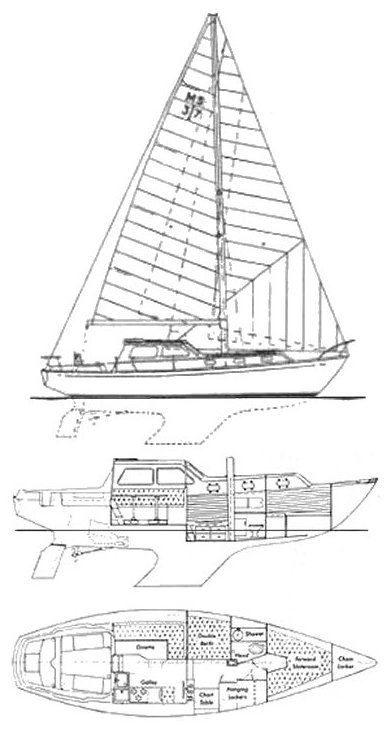 MS
37
Dinette
Double
Berth
Shower
Head
Forward
Stateroom
Chain
Locker
Galley
Chart
Table
Hanging
Lockers